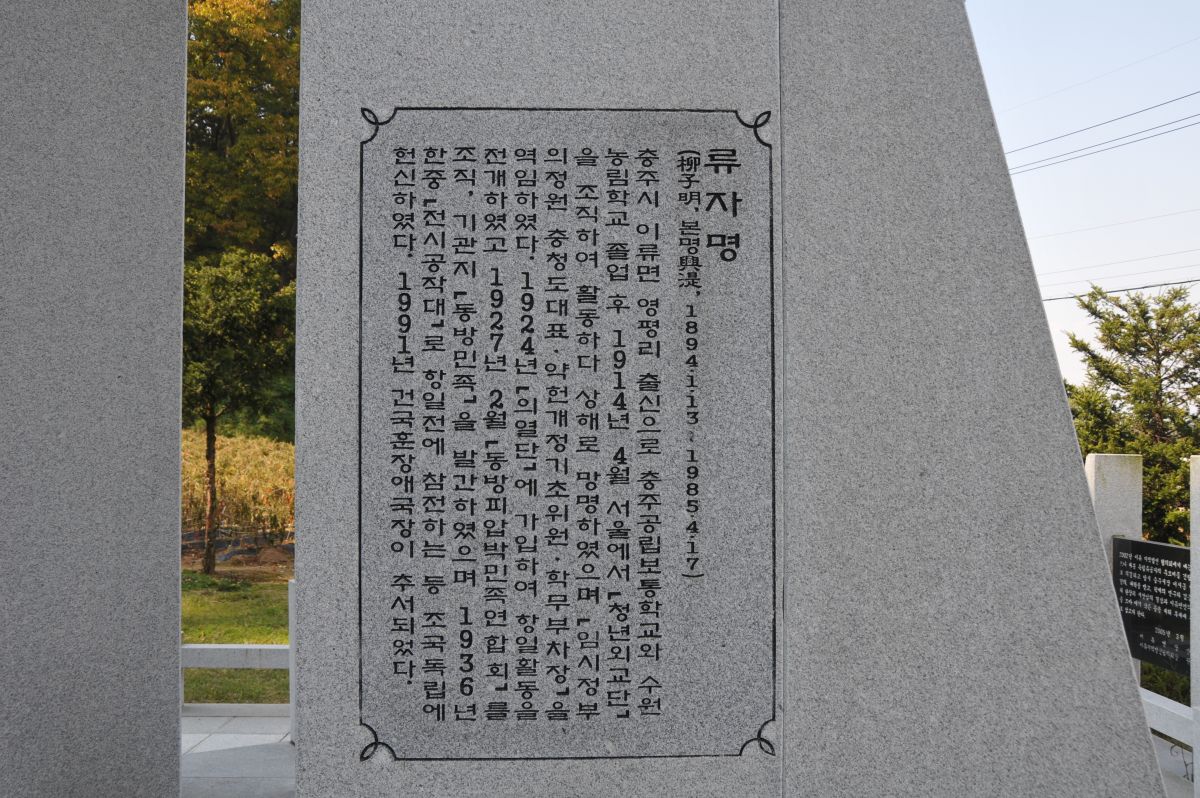 류자명
(柳子明, 본명興湜, 1894.1.13~1985.4.17)
충주시 이류면 영평리 출신으로 충주공립보통학교와 수원
농림학교 졸업 후 1914년 4월 서울에서 「청년외교단」
을 조직하여 활동하다 상해로 망명하였으며 「임시정부
의정원 충청도대표·약헌개정기초위원·학무부차장」을
역임하였다. 1924년 「의열단」에 가입하여 항일활동을
전개하였고 1927년 2월 「동방피압박민족연합회」를
조직, 기관지 「동방민족」을 발간하였으며 1936년
한중 「전시공작대」로 항일전에 참전하는 등 조국독립에
헌신하였다. 1991년 건국훈장애국장이 추서되었다.